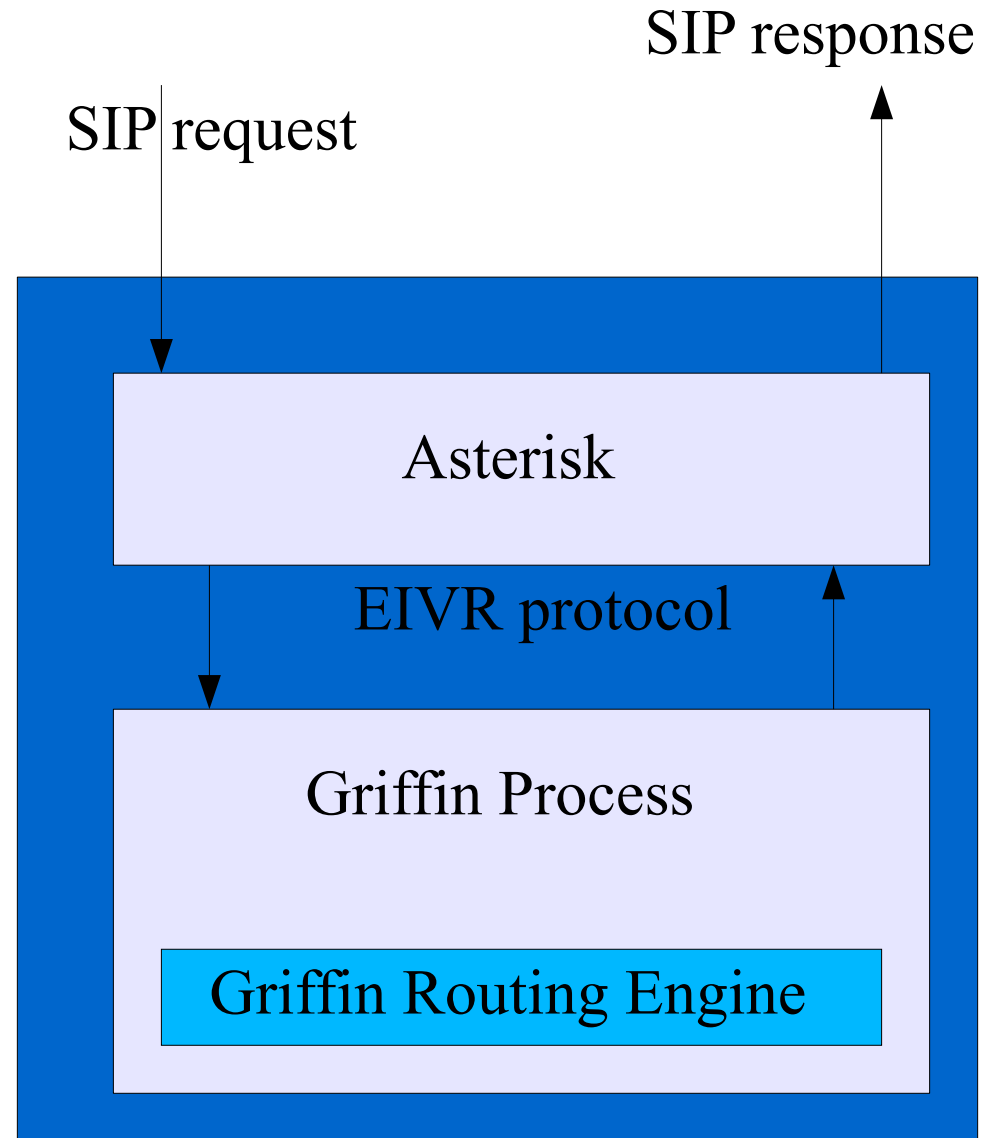 SIP response
SIP request
Asterisk
EIVR protocol
Griffin Process
Griffin Routing Engine